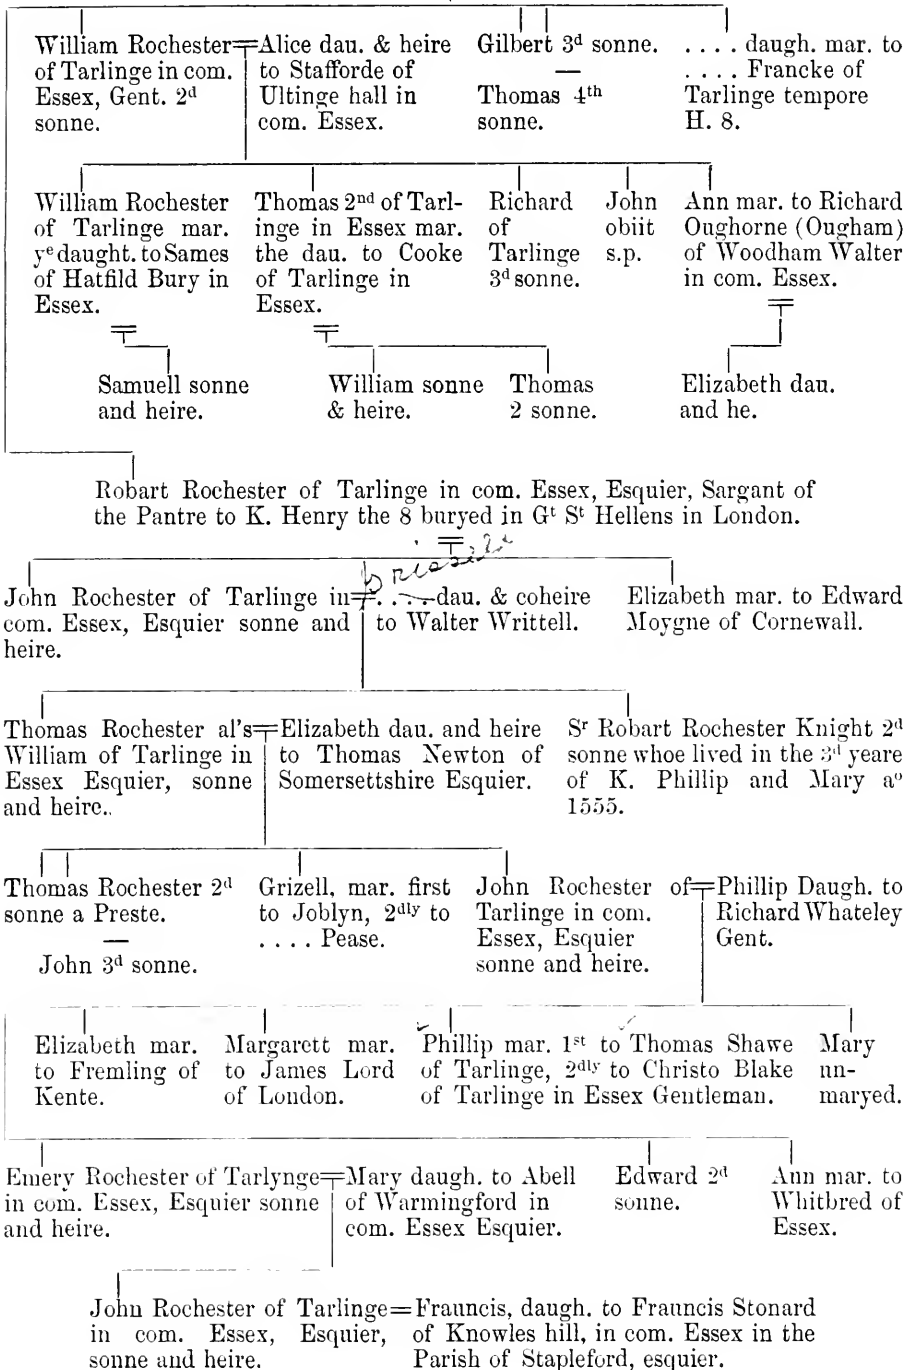 William Rochester
of Tarlinge in com.
Essex, Gent. 2d
sonne.
Alice dau. & heire
to Stafforde of
Ultinge hall in
com. Essex.
Gilbert 3d sonne.
—
Thomas 4th
sonne.
. . . . daugh. mar. to
. . . . Francke of
Tarlinge tempore
H. 8.
William Rochester
of Tarlinge mar.
ye daught. to Sames
of Hatfild Bury in
Essex.
Thomas 2nd of Tarl-
inge in Essex mar.
the dau. to Cooke
of Tarlinge in
Essex.
Richard
of
Tarlinge
3d sonne.
John
obiit
s.p.
Ann mar. to Richard
Oughorne (Ougham)
of Woodham Walter
in com. Essex.
Samuell sonne
and heire.
William sonne
& heire.
Thomas
2 sonne.
Elizabeth dau.
and he.
Robart Rochester of Tarlinge in com. Essex, Esquier, Sargant of
the Pantre to K. Henry the 8 buryed in Gt St Hellens in London.
John Rochester of Tarlinge in
com. Essex, Esquier sonne and
heire.
. . . . dau. & coheire
to Walter Writtell.
Elizabeth mar. to Edward
Moygne of Cornewall.
Thomas Rochester al's
William of Tarlinge in
Essex Esquier, sonne
and heire.
Elizabeth dau. and heire
to Thomas Newton of
Somersettshire Esquier.
Sr Robart Rochester Knight 2d
sonne whoe lived in the 3d yeare
of K. Phillip and Mary ao
1555.
Thomas Rochester 2d
sonne a Preste.
—
John 3d sonne.
Grizell, mar. first
to Joblyn, 2dly to
. . . . Pease.
John Rochester of
Tarlinge in com.
Essex, Esquier
sonne and heire.
Phillip Daugh. to
Richard Whateley
Gent.
Elizabeth mar.
to Fremling of
Kente.
Margarett mar.
to James Lord
of London.
Phillip mar. 1st to Thomas Shawe
of Tarlinge, 2dly to Christo Blake
of Tarlinge in Essex Gentleman.
Mary
un-
maryed.
Emery Rochester of Tarlynge
in com. Essex, Esquier sonne
and heire.
Mary daugh. to Abell
of Warmingford in
com. Essex Esquier.
Edward 2d
sonne.
Ann mar. to
Whitbred of
Essex.
John Rochester of Tarlinge
in com. Essex, Esquier,
sonne and heire.
Frauncis, daugh. to Frauncis Stonard
of Knowles hill, in com. Essex in the
Parish of Stapleford, esquier.